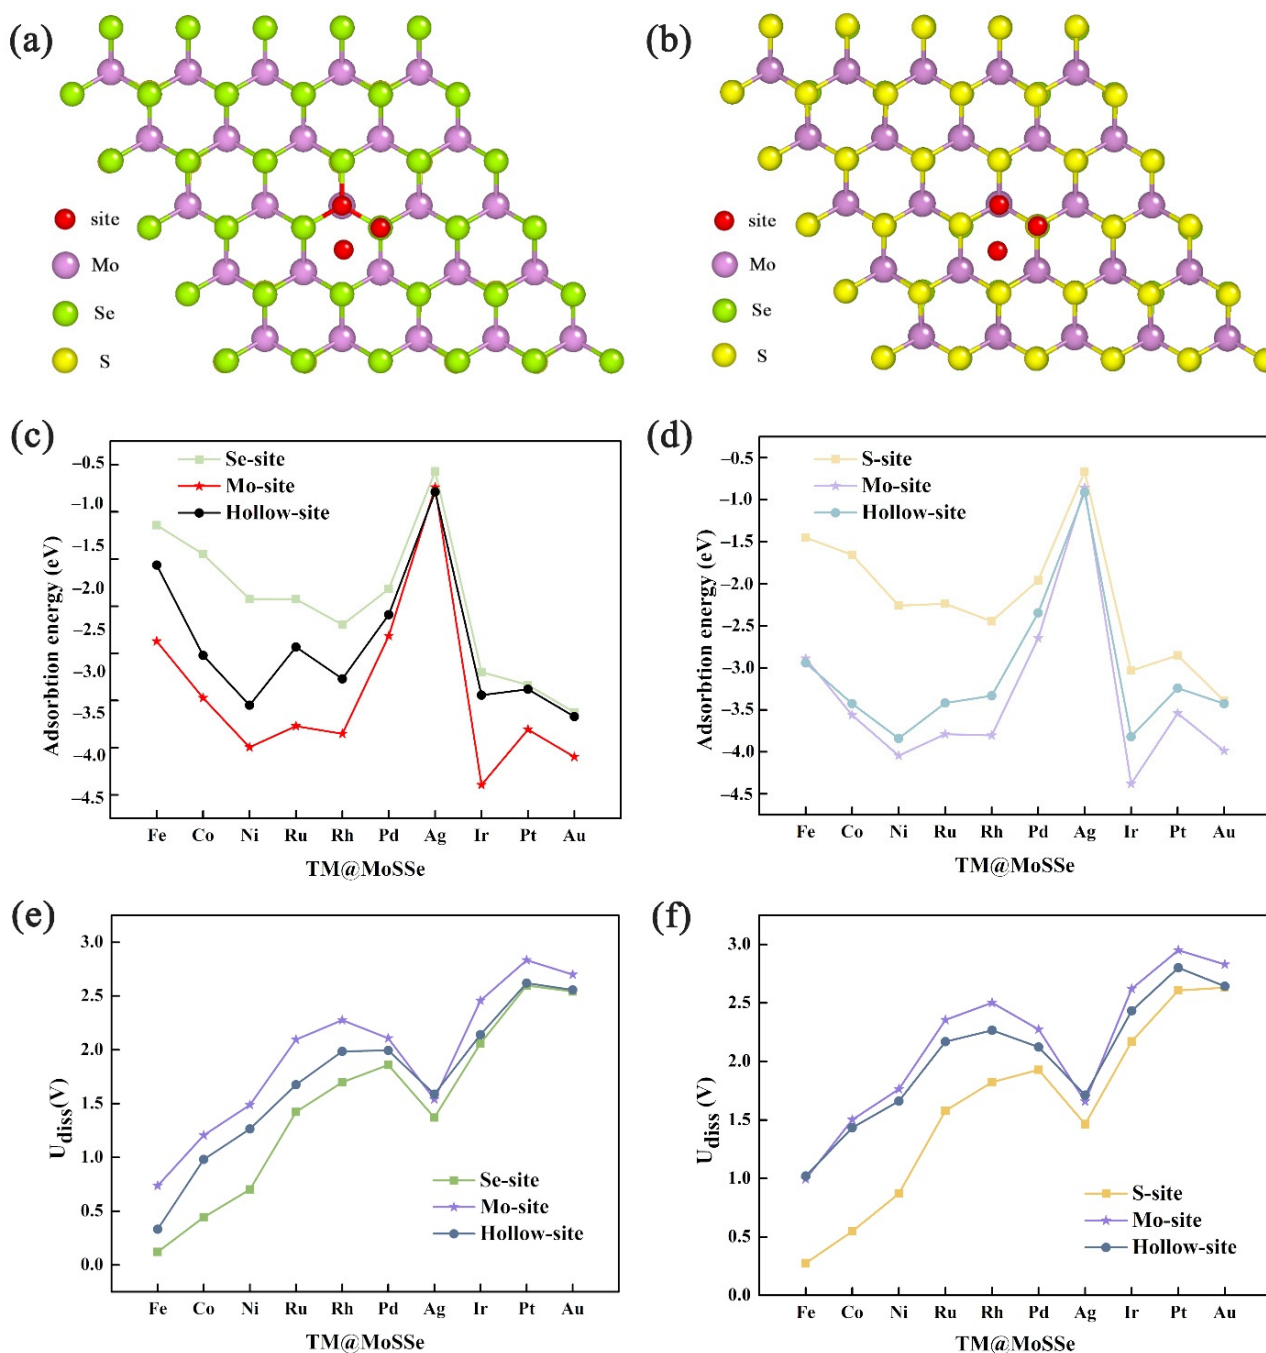 (a)
site
Mo
Se
S
(b)
site
Mo
Se
S
(c)
Se-site
Mo-site
Hollow-site
Adsorbtion energy (eV)
−0.5
−1.0
−1.5
−2.0
−2.5
−3.0
−3.5
−4.0
−4.5
Fe Co Ni Ru Rh Pd Ag Ir Pt Au
TM@MoSSe
(d)
S-site
Mo-site
Hollow-site
Adsorbtion energy (eV)
−0.5
−1.0
−1.5
−2.0
−2.5
−3.0
−3.5
−4.0
−4.5
Fe Co Ni Ru Rh Pd Ag Ir Pt Au
TM@MoSSe
(e)
U_diss(V)
3.0
2.5
2.0
1.5
1.0
0.5
0.0
Se-site
Mo-site
Hollow-site
Fe Co Ni Ru Rh Pd Ag Ir Pt Au
TM@MoSSe
(f)
U_diss (V)
3.0
2.5
2.0
1.5
1.0
0.5
0.0
S-site
Mo-site
Hollow-site
Fe Co Ni Ru Rh Pd Ag Ir Pt Au
TM@MoSSe